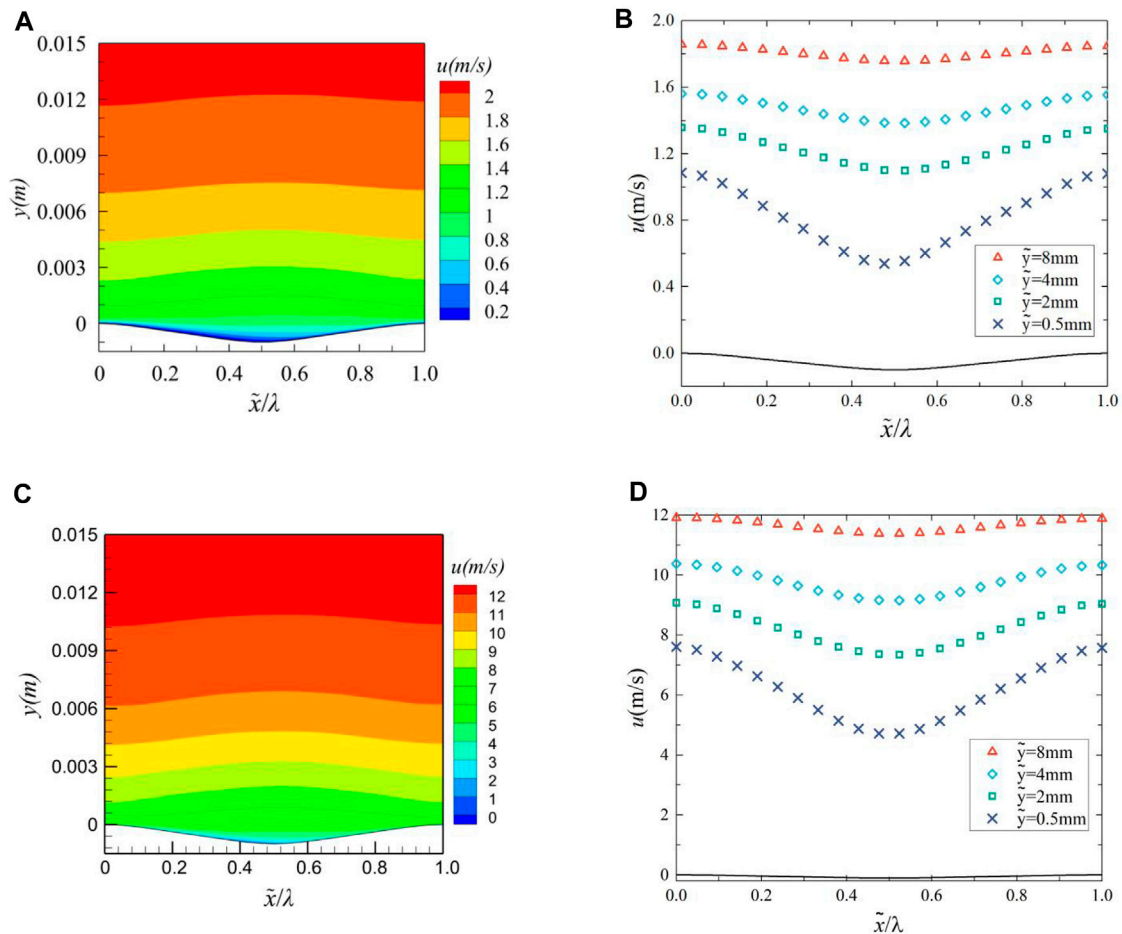 A
0.015
0.012
0.009
0.006
0.003
0
y(m)
0 0.2 0.4 0.6 0.8 1.0
x̃/λ
u(m/s)
2
1.8
1.6
1.4
1.2
1
0.8
0.6
0.4
0.2
B
2.0
1.6
1.2
0.8
0.4
0.0
u(m/s)
ỹ=8mm
ỹ=4mm
ỹ=2mm
ỹ=0.5mm
0.0 0.2 0.4 0.6 0.8 1.0
x̃/λ
C
0.015
0.012
0.009
0.006
0.003
0
y(m)
0 0.2 0.4 0.6 0.8 1.0
x̃/λ
u(m/s)
12
11
10
9
8
7
6
5
4
3
2
1
0
D
12
10
8
6
4
2
0
u(m/s)
ỹ=8mm
ỹ=4mm
ỹ=2mm
ỹ=0.5mm
0.0 0.2 0.4 0.6 0.8 1.0
x̃/λ